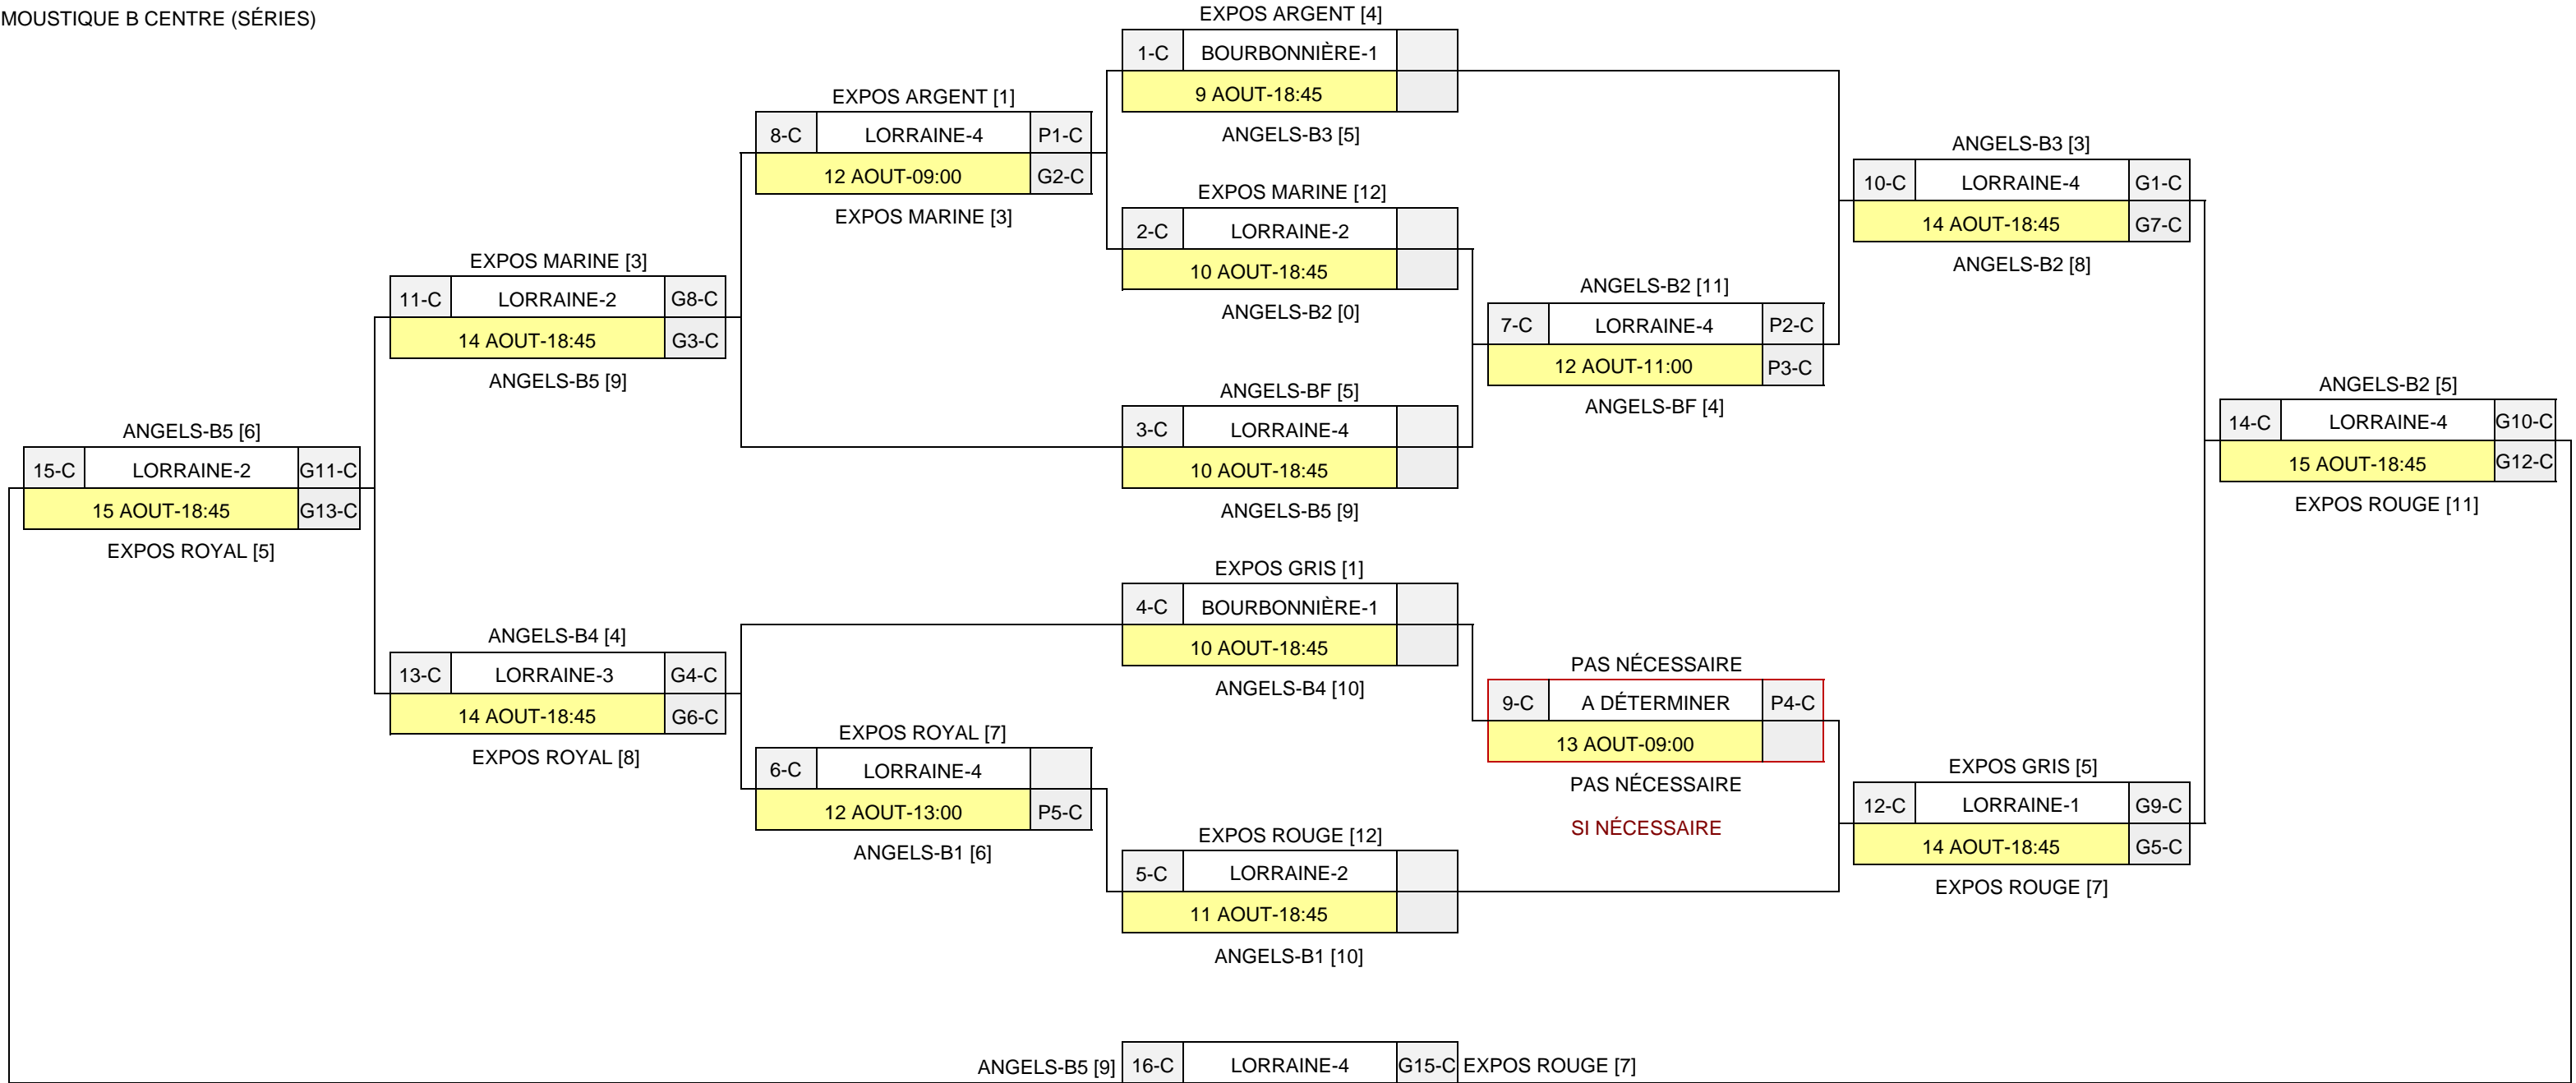 MOUSTIQUE B CENTRE (SÉRIES)
EXPOS ARGENT [4]
1-C BOURBONNIÈRE-1
9 AOUT-18:45
ANGELS-B3 [5]
EXPOS ARGENT [1]
8-C LORRAINE-4 P1-C
12 AOUT-09:00 G2-C
EXPOS MARINE [3]
EXPOS MARINE [12]
2-C LORRAINE-2
10 AOUT-18:45
ANGELS-B2 [0]
ANGELS-B3 [3]
10-C LORRAINE-4 G1-C
14 AOUT-18:45 G7-C
ANGELS-B2 [8]
EXPOS MARINE [3]
11-C LORRAINE-2 G8-C
14 AOUT-18:45 G3-C
ANGELS-B5 [9]
ANGELS-B2 [11]
7-C LORRAINE-4 P2-C
12 AOUT-11:00 P3-C
ANGELS-BF [4]
ANGELS-BF [5]
3-C LORRAINE-4
10 AOUT-18:45
ANGELS-B5 [9]
ANGELS-B2 [5]
14-C LORRAINE-4 G10-C
15 AOUT-18:45 G12-C
EXPOS ROUGE [11]
ANGELS-B5 [6]
15-C LORRAINE-2 G11-C
15 AOUT-18:45 G13-C
EXPOS ROYAL [5]
EXPOS GRIS [1]
4-C BOURBONNIÈRE-1
10 AOUT-18:45
ANGELS-B4 [10]
ANGELS-B4 [4]
13-C LORRAINE-3 G4-C
14 AOUT-18:45 G6-C
EXPOS ROYAL [8]
PAS NÉCESSAIRE
9-C A DÉTERMINER P4-C
13 AOUT-09:00
PAS NÉCESSAIRE
SI NÉCESSAIRE
EXPOS ROYAL [7]
6-C LORRAINE-4
12 AOUT-13:00 P5-C
ANGELS-B1 [6]
EXPOS GRIS [5]
12-C LORRAINE-1 G9-C
14 AOUT-18:45 G5-C
EXPOS ROUGE [7]
EXPOS ROUGE [12]
5-C LORRAINE-2
11 AOUT-18:45
ANGELS-B1 [10]
ANGELS-B5 [9] 16-C LORRAINE-4 G15-C EXPOS ROUGE [7]